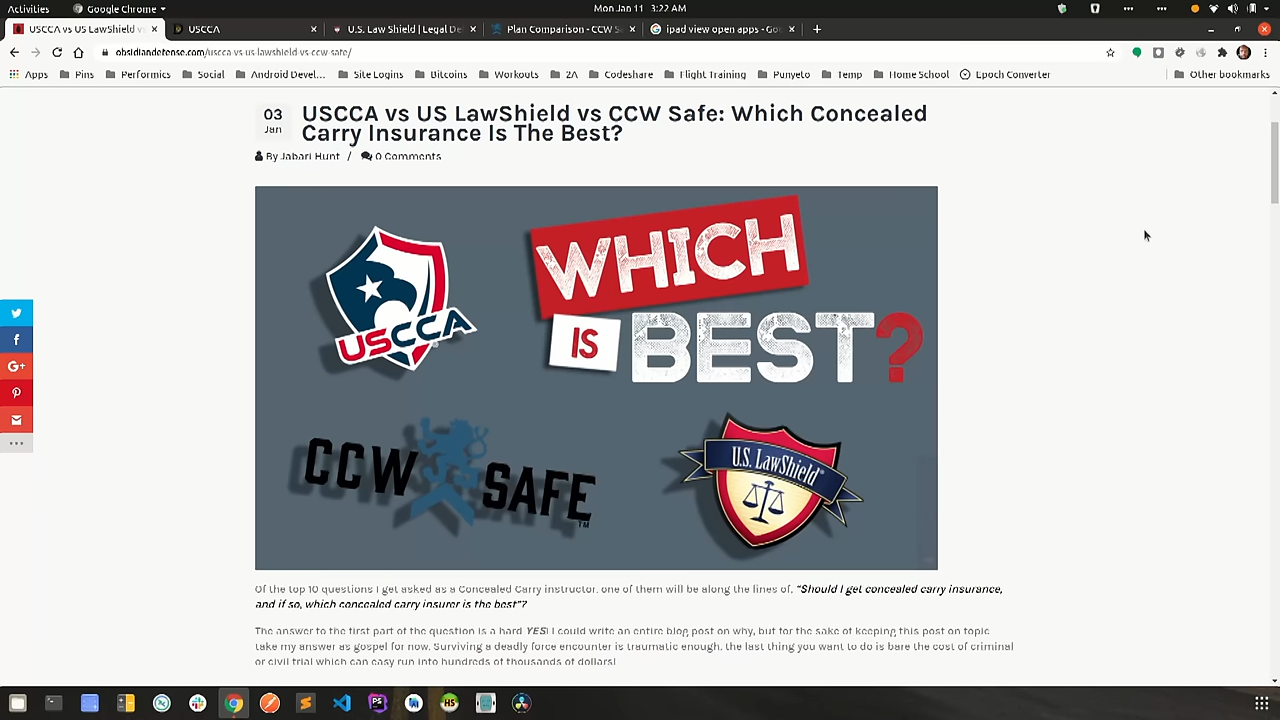 Activities
Google Chrome
Mon Jan 11 3:22 AM
USCCA vs US LawShield v
USCCA
U.S. Law Shield | Legal De
Plan Comparison - CCW S
ipad view open apps - Goo
obsidiandefense.com/uscca-vs-us-lawshield-vs-ccw-safe/
Apps Pins Performics Social Android Devel... Site Logins Bitcoins Workouts 2A Codeshare Flight Training Punyeto Temp Home School Epoch Converter Other bookmarks
03
Jan
USCCA vs US LawShield vs CCW Safe: Which Concealed
Carry Insurance Is The Best?
By Jabari Hunt / 0 Comments
USCCA
WHICH
IS BEST?
CCW SAFE
TM
U.S. LawShield®
Of the top 10 questions I get asked as a Concealed Carry instructor, one of them will be along the lines of, "Should I get concealed carry insurance,
and if so, which concealed carry insurer is the best"?
The answer to the first part of the question is a hard YES! I could write an entire blog post on why, but for the sake of keeping this post on topic
take my answer as gospel for now. Surviving a deadly force encounter is traumatic enough, the last thing you want to do is bare the cost of criminal
or civil trial which can easy run into hundreds of thousands of dollars!